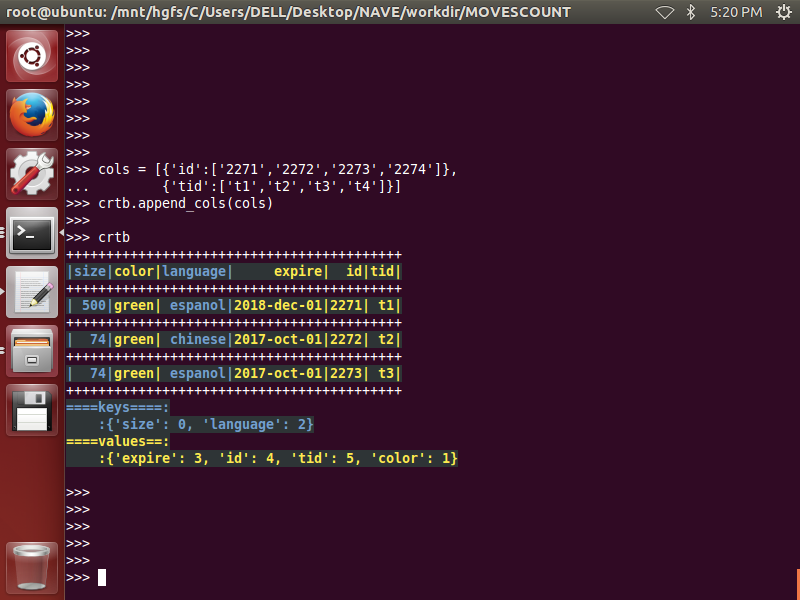 root@ubuntu: /mnt/hgfs/C/Users/DELL/Desktop/NAVE/workdir/MOVESCOUNT 5:20 PM
>>>
>>>
>>>
>>>
>>>
>>>
>>>
>>>
>>> cols = [{'id':['2271','2272','2273','2274']},
...         {'tid':['t1','t2','t3','t4']}]
>>> crtb.append_cols(cols)
>>>
>>> crtb
++++++++++++++++++++++++++++++++++++++++++
|size|color|language|     expire|  id|tid|
++++++++++++++++++++++++++++++++++++++++++
| 500|green| espanol|2018-dec-01|2271| t1|
++++++++++++++++++++++++++++++++++++++++++
|  74|green| chinese|2017-oct-01|2272| t2|
++++++++++++++++++++++++++++++++++++++++++
|  74|green| espanol|2017-oct-01|2273| t3|
++++++++++++++++++++++++++++++++++++++++++
====keys====:
    :{'size': 0, 'language': 2}
====values==:
    :{'expire': 3, 'id': 4, 'tid': 5, 'color': 1}
>>>
>>>
>>>
>>>
>>>
>>>